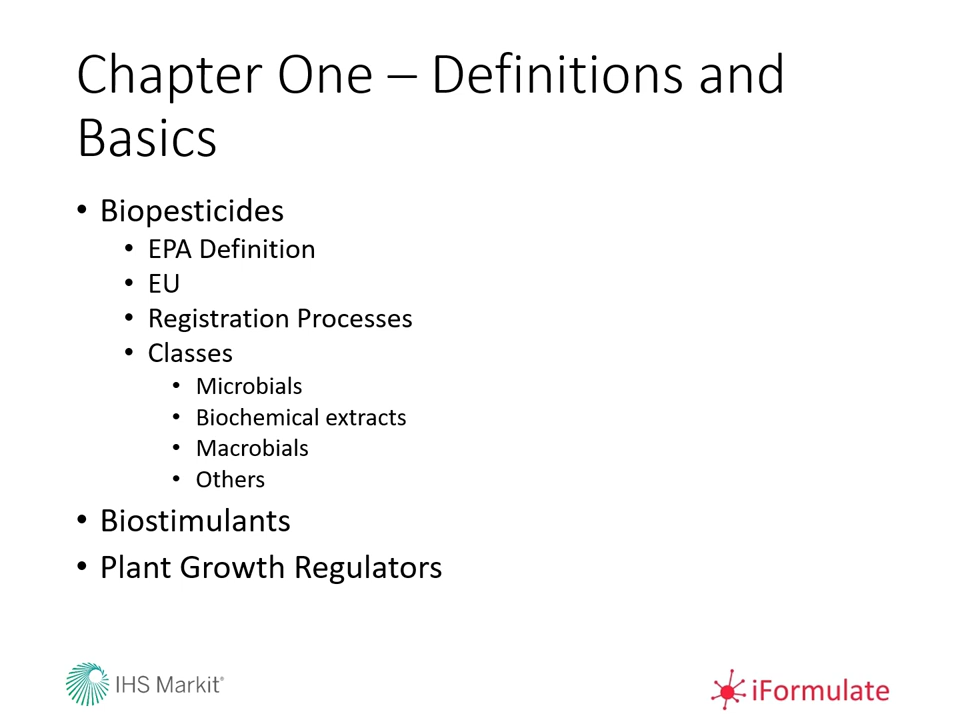 Chapter One – Definitions and
Basics
• Biopesticides
• EPA Definition
• EU
• Registration Processes
• Classes
• Microbials
• Biochemical extracts
• Macrobials
• Others
• Biostimulants
• Plant Growth Regulators
IHS Markit®
iFormulate